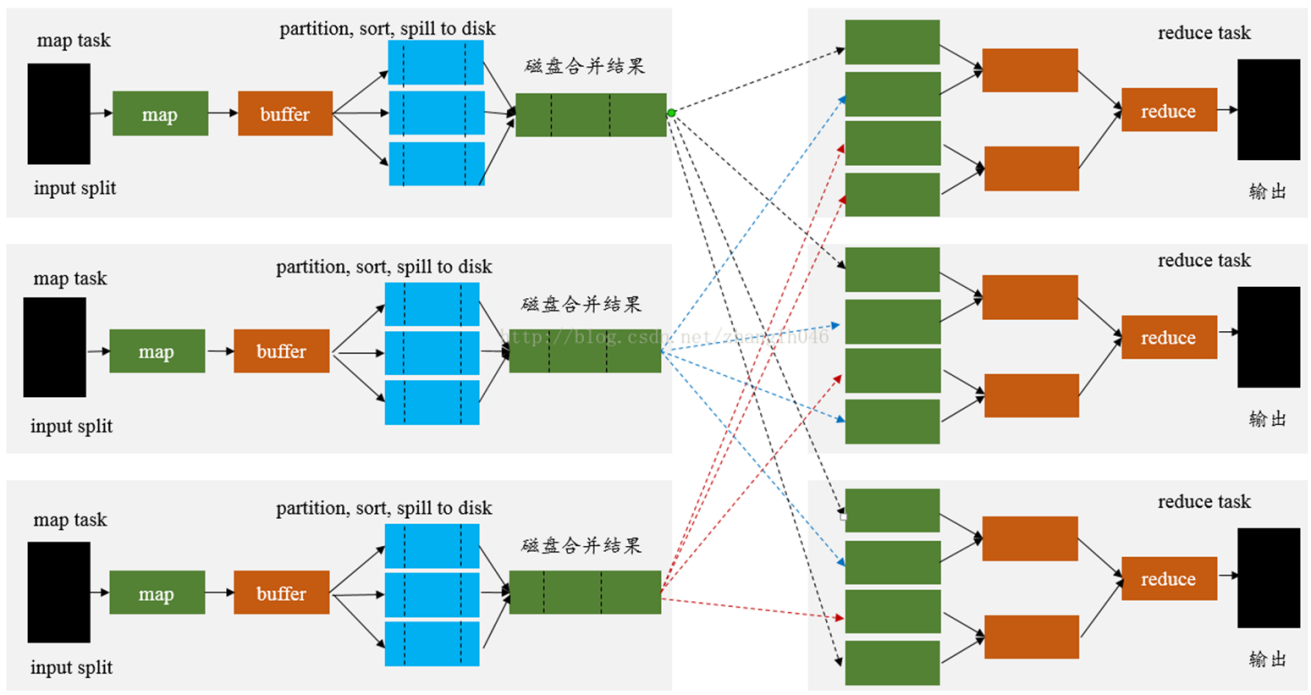 map task
partition, sort, spill to disk
磁盘合并结果
map
buffer
input split
reduce task
reduce
输出
map task
partition, sort, spill to disk
磁盘合并结果
map
buffer
input split
reduce task
reduce
输出
map task
partition, sort, spill to disk
磁盘合并结果
map
buffer
input split
reduce task
reduce
输出